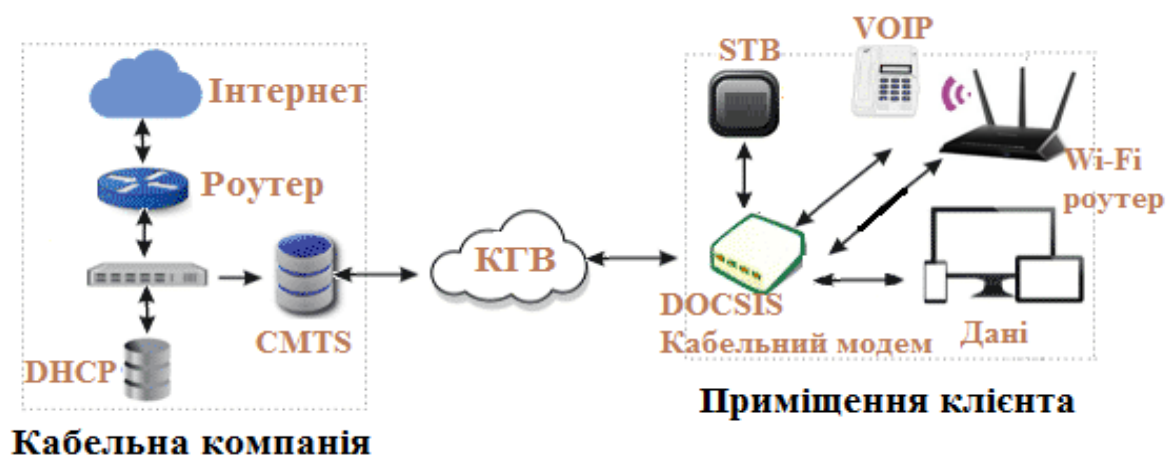 Інтернет
Роутер
CMTS
DHCP
Кабельна компанія
КГВ
STB
VOIP
Wi-Fi
роутер
DOCSIS
Кабельний модем
Дані
Приміщення клієнта